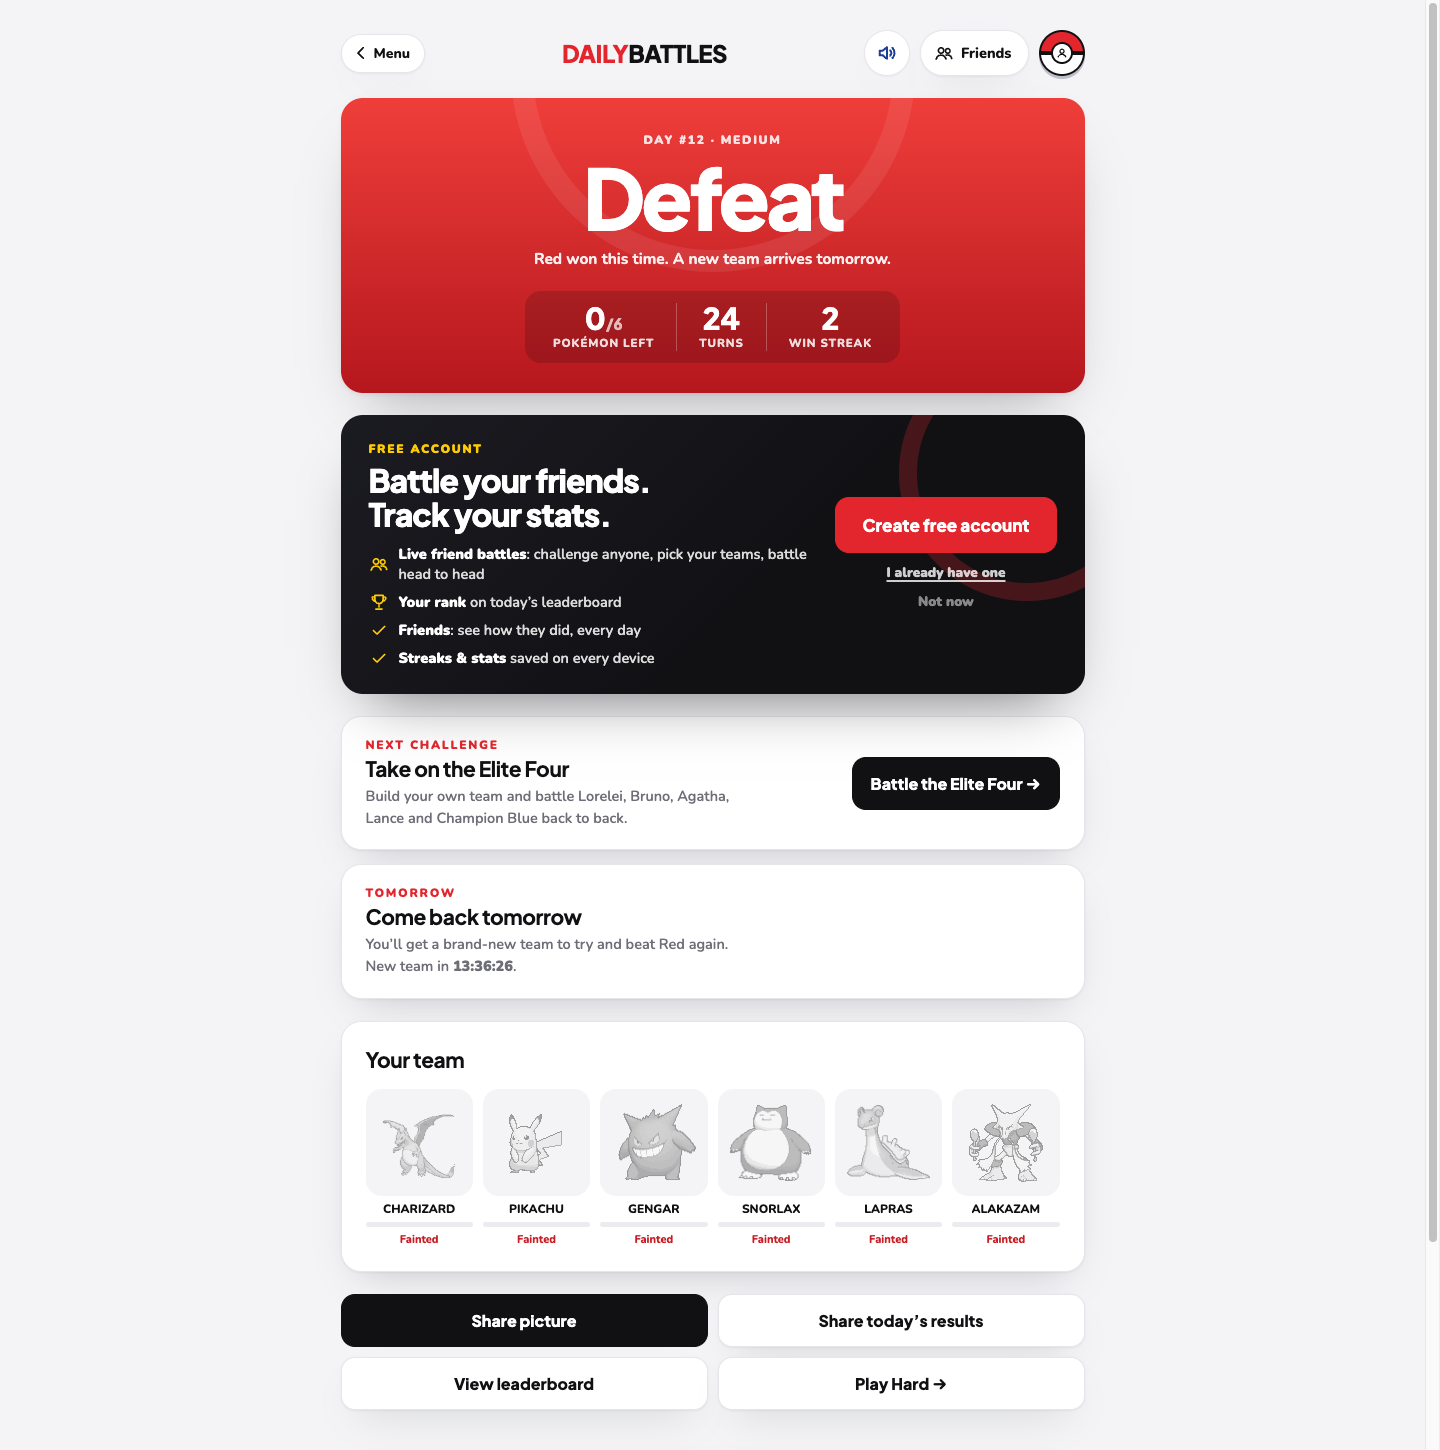 Menu
DAILYBATTLES
Friends
DAY #12 · MEDIUM
Defeat
Red won this time. A new team arrives tomorrow.
0/6
POKÉMON LEFT
24
TURNS
2
WIN STREAK
FREE ACCOUNT
Battle your friends.
Track your stats.
Live friend battles: challenge anyone, pick your teams, battle
head to head
Your rank on today’s leaderboard
Friends: see how they did, every day
Streaks & stats saved on every device
Create free account
I already have one
Not now
NEXT CHALLENGE
Take on the Elite Four
Build your own team and battle Lorelei, Bruno, Agatha,
Lance and Champion Blue back to back.
Battle the Elite Four →
TOMORROW
Come back tomorrow
You’ll get a brand-new team to try and beat Red again.
New team in 13:36:26.
Your team
CHARIZARD
Fainted
PIKACHU
Fainted
GENGAR
Fainted
SNORLAX
Fainted
LAPRAS
Fainted
ALAKAZAM
Fainted
Share picture
Share today’s results
View leaderboard
Play Hard →